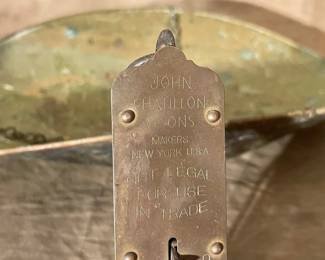 JOHN
CHATILLON
& SONS
MAKERS
NEW YORK U.S.A
NOT LEGAL
FOR USE
IN TRADE